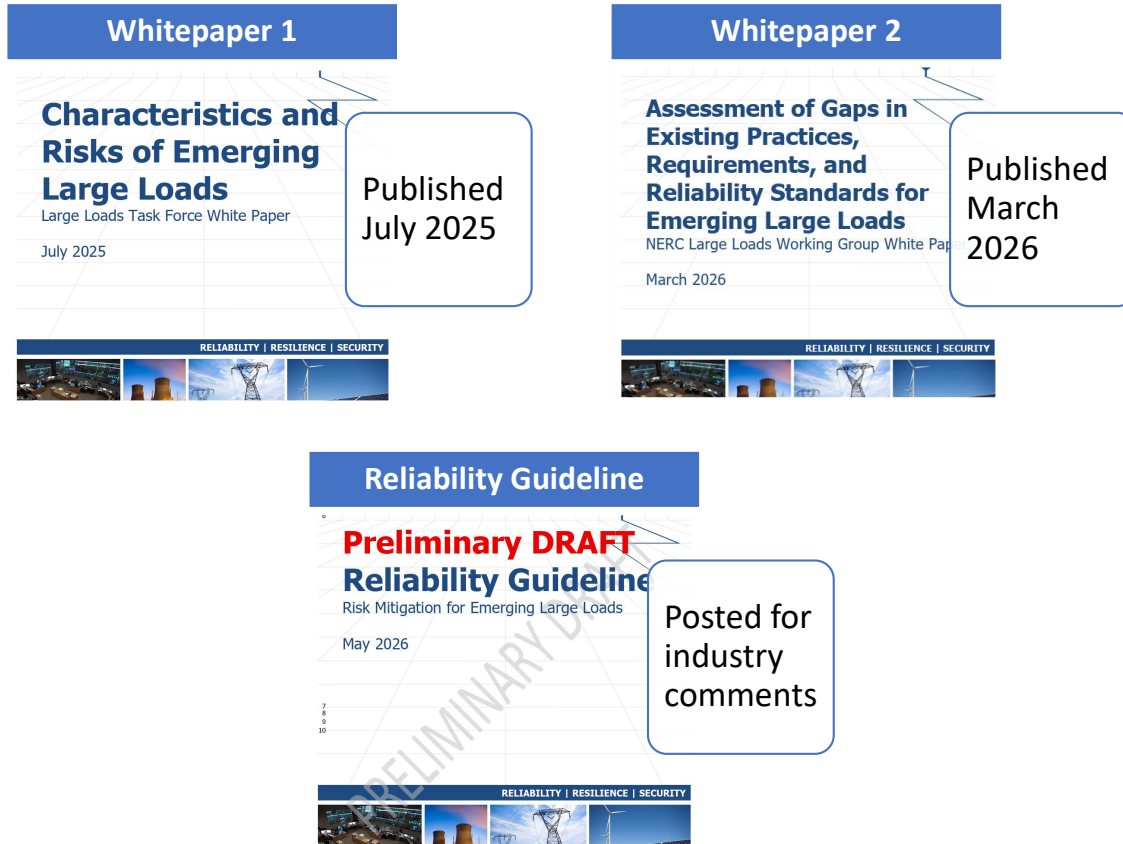 Whitepaper 1
Characteristics and
Risks of Emerging
Large Loads
Large Loads Task Force White Paper
July 2025
Published
July 2025
RELIABILITY | RESILIENCE | SECURITY
Whitepaper 2
Assessment of Gaps in
Existing Practices,
Requirements, and
Reliability Standards for
Emerging Large Loads
NERC Large Loads Working Group White Paper
March 2026
Published
March
2026
RELIABILITY | RESILIENCE | SECURITY
Reliability Guideline
Preliminary DRAFT
Reliability Guideline
Risk Mitigation for Emerging Large Loads
May 2026
7
8
9
10
PRELIMINARY DRAFT
Posted for
industry
comments
RELIABILITY | RESILIENCE | SECURITY